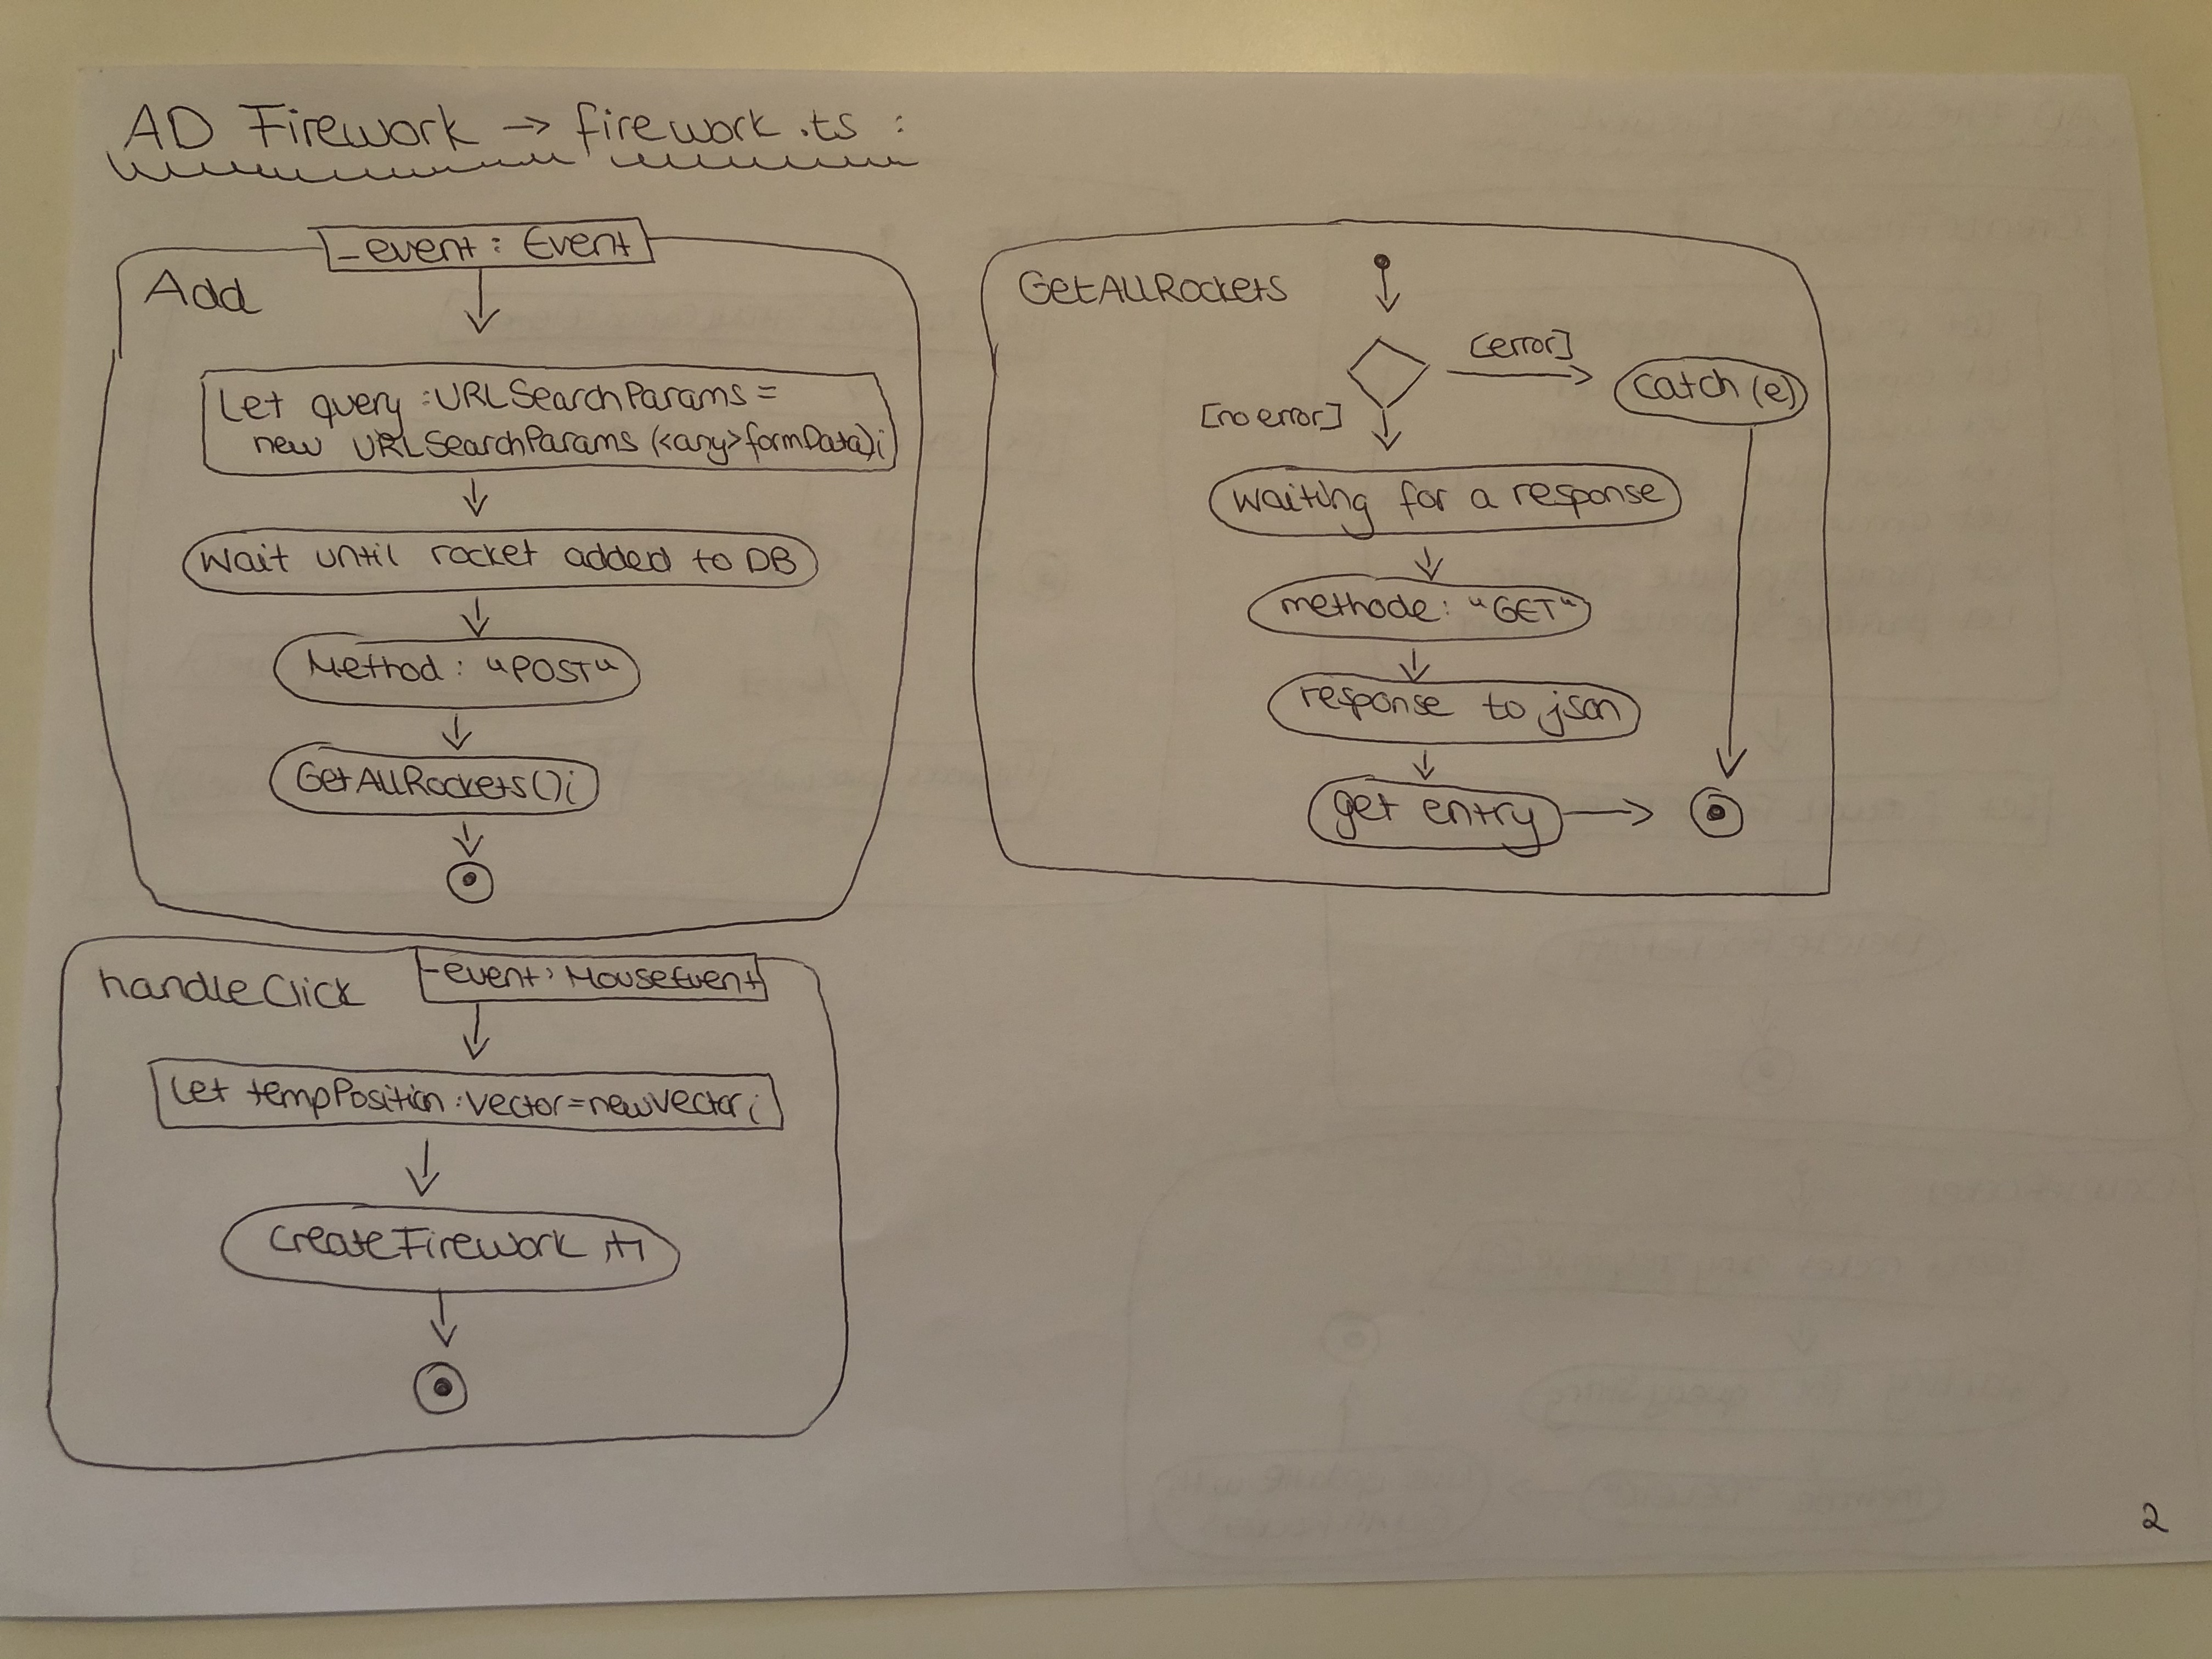 AD Firework → firework.ts :
Add
_event : Event
Let query : URLSearchParams =
new URLSearchParams (<any>formData);
Wait until rocket added to DB
Method : "POST"
GetAllRockets();
GetAllRockets
[no error]
[error]
Catch (e)
waiting for a response
methode: "GET"
response to json
get entry
handleClick
_event: MouseEvent
Let tempPosition : Vector = new Vector;
createFirework
2